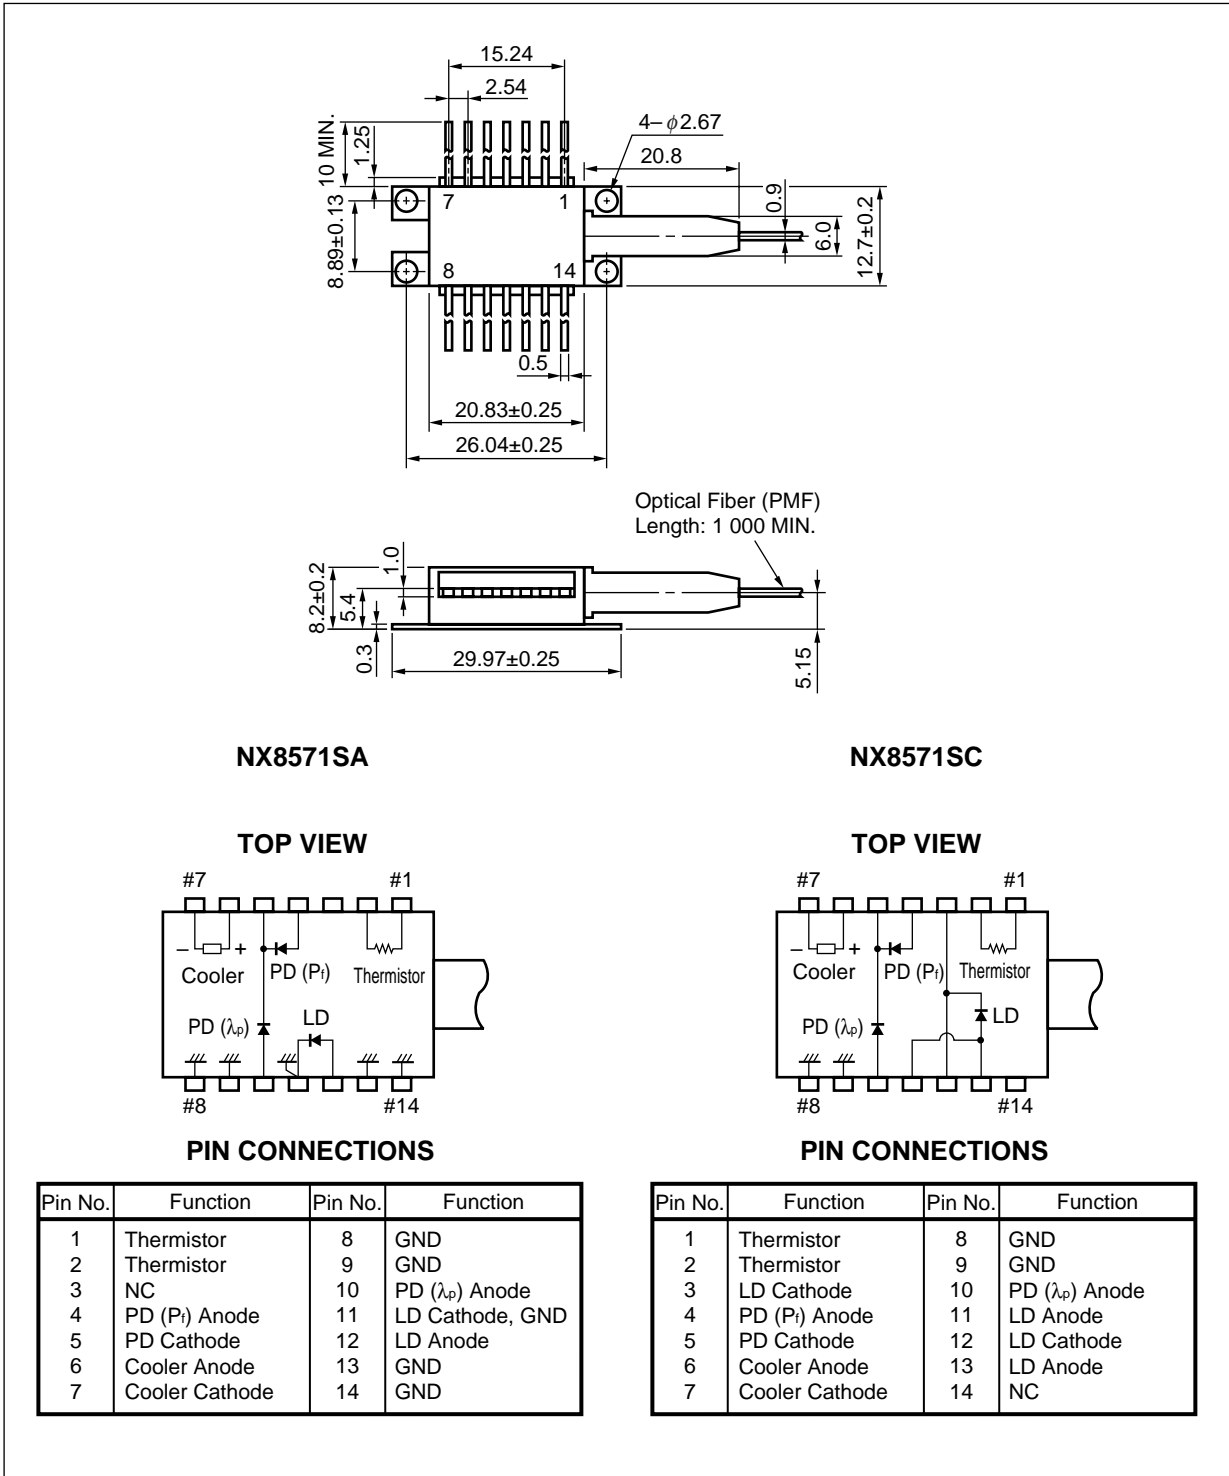 15.24
2.54
4–ϕ2.67
20.8
10 MIN.
1.25
8.89±0.13
7 1
8 14
0.9
6.0
12.7±0.2
0.5
20.83±0.25
26.04±0.25
Optical Fiber (PMF)
Length: 1 000 MIN.
8.2±0.2
5.4
1.0
0.3
29.97±0.25
5.15
NX8571SA
TOP VIEW
#7 #1
– +
Cooler
PD (Pf)
Thermistor
PD (λp)
LD
#8 #14
PIN CONNECTIONS
Pin No. Function Pin No. Function
1 Thermistor 8 GND
2 Thermistor 9 GND
3 NC 10 PD (λp) Anode
4 PD (Pf) Anode 11 LD Cathode, GND
5 PD Cathode 12 LD Anode
6 Cooler Anode 13 GND
7 Cooler Cathode 14 GND
NX8571SC
TOP VIEW
#7 #1
– +
Cooler
PD (Pf)
Thermistor
PD (λp)
LD
#8 #14
PIN CONNECTIONS
Pin No. Function Pin No. Function
1 Thermistor 8 GND
2 Thermistor 9 GND
3 LD Cathode 10 PD (λp) Anode
4 PD (Pf) Anode 11 LD Anode
5 PD Cathode 12 LD Cathode
6 Cooler Anode 13 LD Anode
7 Cooler Cathode 14 NC